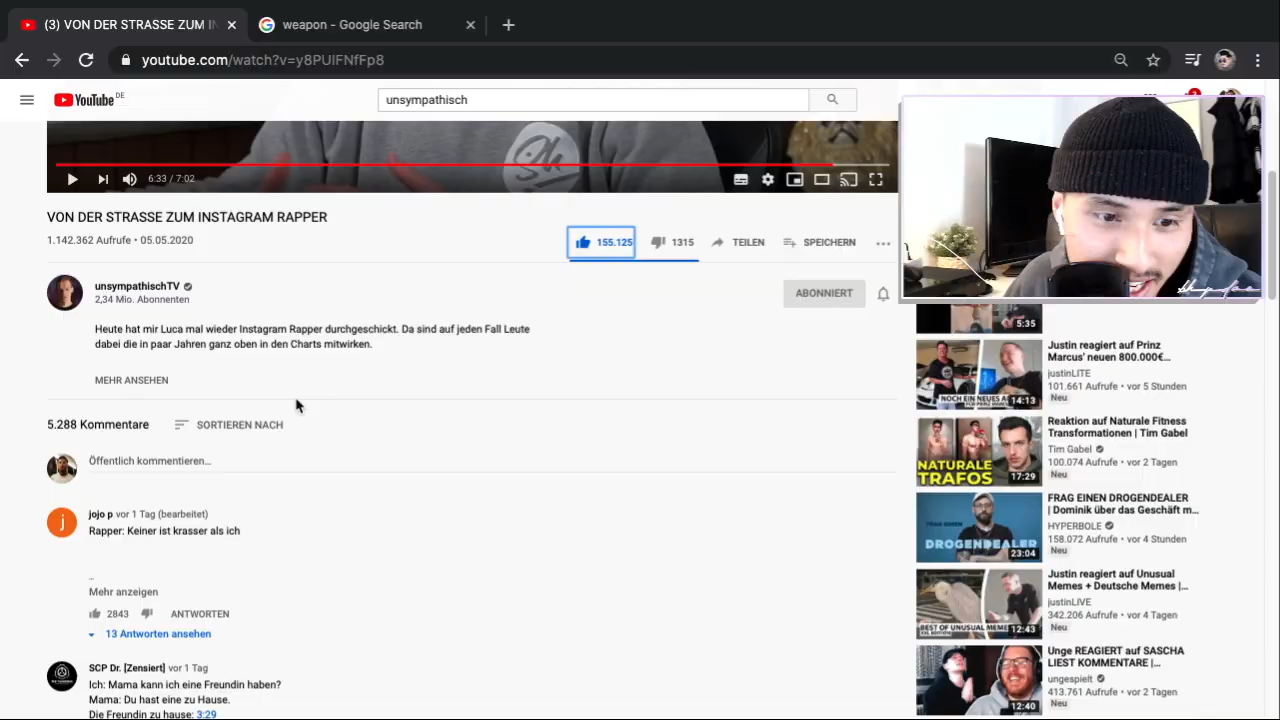 (3) VON DER STRASSE ZUM IN
weapon - Google Search
youtube.com/watch?v=y8PUlFNfFp8
YouTube DE
unsympathisch
6:33 / 7:02
VON DER STRASSE ZUM INSTAGRAM RAPPER
1.142.362 Aufrufe • 05.05.2020
155.125
1315
TEILEN
SPEICHERN
unsympathischTV
2,34 Mio. Abonnenten
ABONNIERT
Heute hat mir Luca mal wieder Instagram Rapper durchgeschickt. Da sind auf jeden Fall Leute
dabei die in paar Jahren ganz oben in den Charts mitwirken.
MEHR ANSEHEN
5.288 Kommentare
SORTIEREN NACH
Öffentlich kommentieren...
j
jojo p vor 1 Tag (bearbeitet)
Rapper: Keiner ist krasser als ich
...
Mehr anzeigen
2843
ANTWORTEN
13 Antworten ansehen
SCP Dr. [Zensiert] vor 1 Tag
Ich: Mama kann ich eine Freundin haben?
Mama: Du hast eine zu Hause.
Die Freundin zu hause: 3:29
5:35
NOCH EIN NEUES A
14:13
Justin reagiert auf Prinz
Marcus' neuen 800.000€...
justinLITE
101.661 Aufrufe • vor 5 Stunden
Neu
NATURALE
TRAFOS
17:29
Reaktion auf Naturale Fitness
Transformationen | Tim Gabel
Tim Gabel
100.074 Aufrufe • vor 2 Tagen
Neu
FRAG EINEN
DROGENDEALER
23:04
FRAG EINEN DROGENDEALER
| Dominik über das Geschäft m...
HYPERBOLE
158.072 Aufrufe • vor 4 Stunden
Neu
BEST OF UNUSUAL MEME
12:43
Justin reagiert auf Unusual
Memes + Deutsche Memes |...
justinLIVE
342.206 Aufrufe • vor 4 Tagen
Neu
12:40
Unge REAGIERT auf SASCHA
LIEST KOMMENTARE |...
ungespielt
413.761 Aufrufe • vor 2 Tagen
Neu